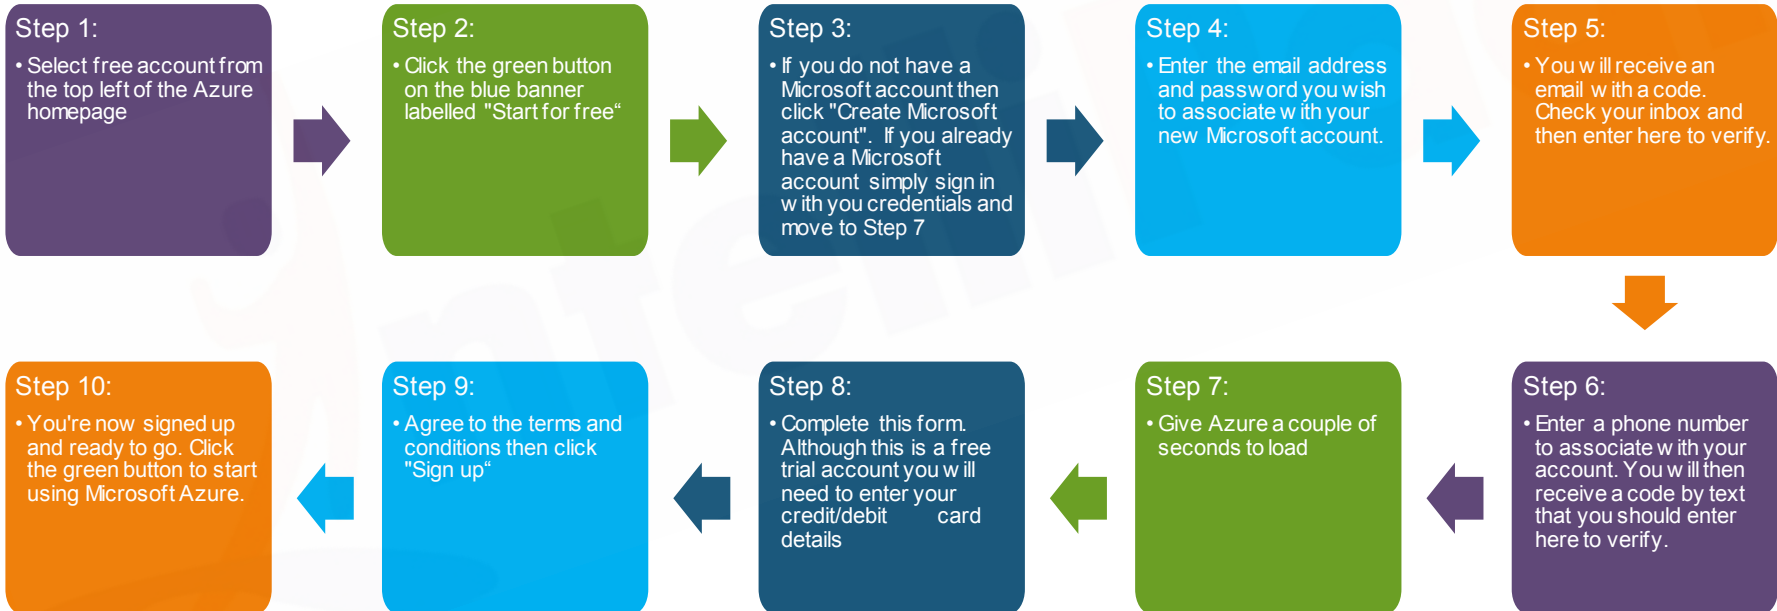 Step 1:
• Select free account from
the top left of the Azure
homepage
Step 2:
• Click the green button
on the blue banner
labelled "Start for free“
Step 3:
• If you do not have a
Microsoft account then
click "Create Microsoft
account". If you already
have a Microsoft
account simply sign in
with you credentials and
move to Step 7
Step 4:
• Enter the email address
and password you wish
to associate with your
new Microsoft account.
Step 5:
• You will receive an
email with a code.
Check your inbox and
then enter here to verify.
Step 6:
• Enter a phone number
to associate with your
account. You will then
receive a code by text
that you should enter
here to verify.
Step 7:
• Give Azure a couple of
seconds to load
Step 8:
• Complete this form.
Although this is a free
trial account you will
need to enter your
credit/debit card
details
Step 9:
• Agree to the terms and
conditions then click
"Sign up“
Step 10:
• You're now signed up
and ready to go. Click
the green button to start
using Microsoft Azure.